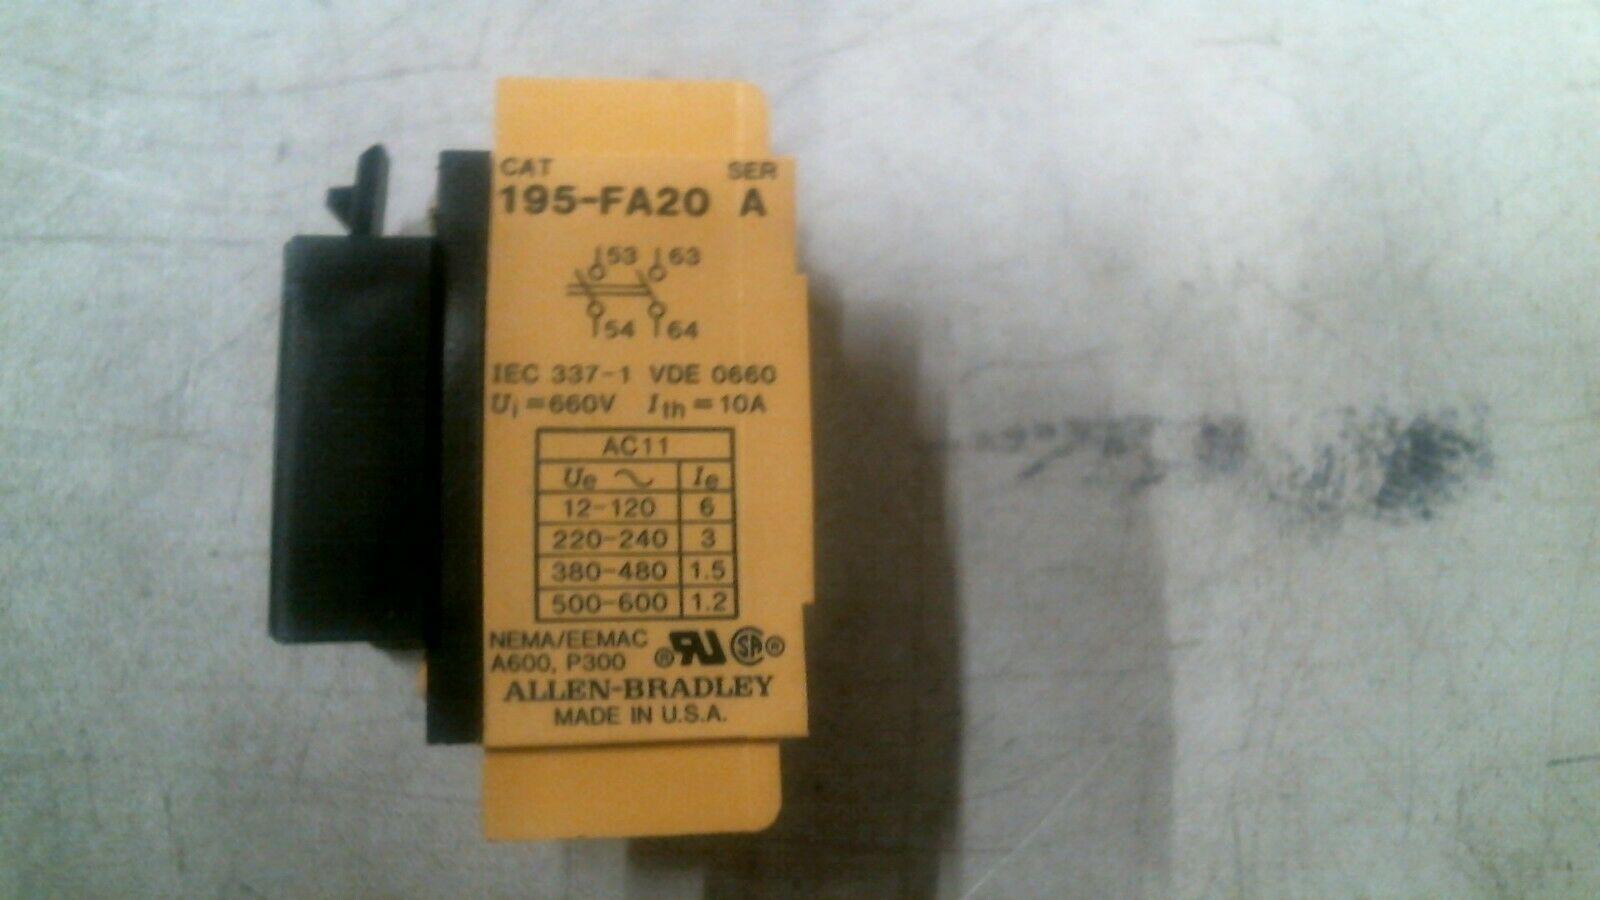 CAT SER
195-FA20 A
53 63
54 64
IEC 337-1 VDE 0660
Ui=660V Ith=10A
AC11
Ue ~ Ie
12-120 6
220-240 3
380-480 1.5
500-600 1.2
NEMA/EEMAC
A600, P300 ® RU SA ®
ALLEN-BRADLEY
MADE IN U.S.A.